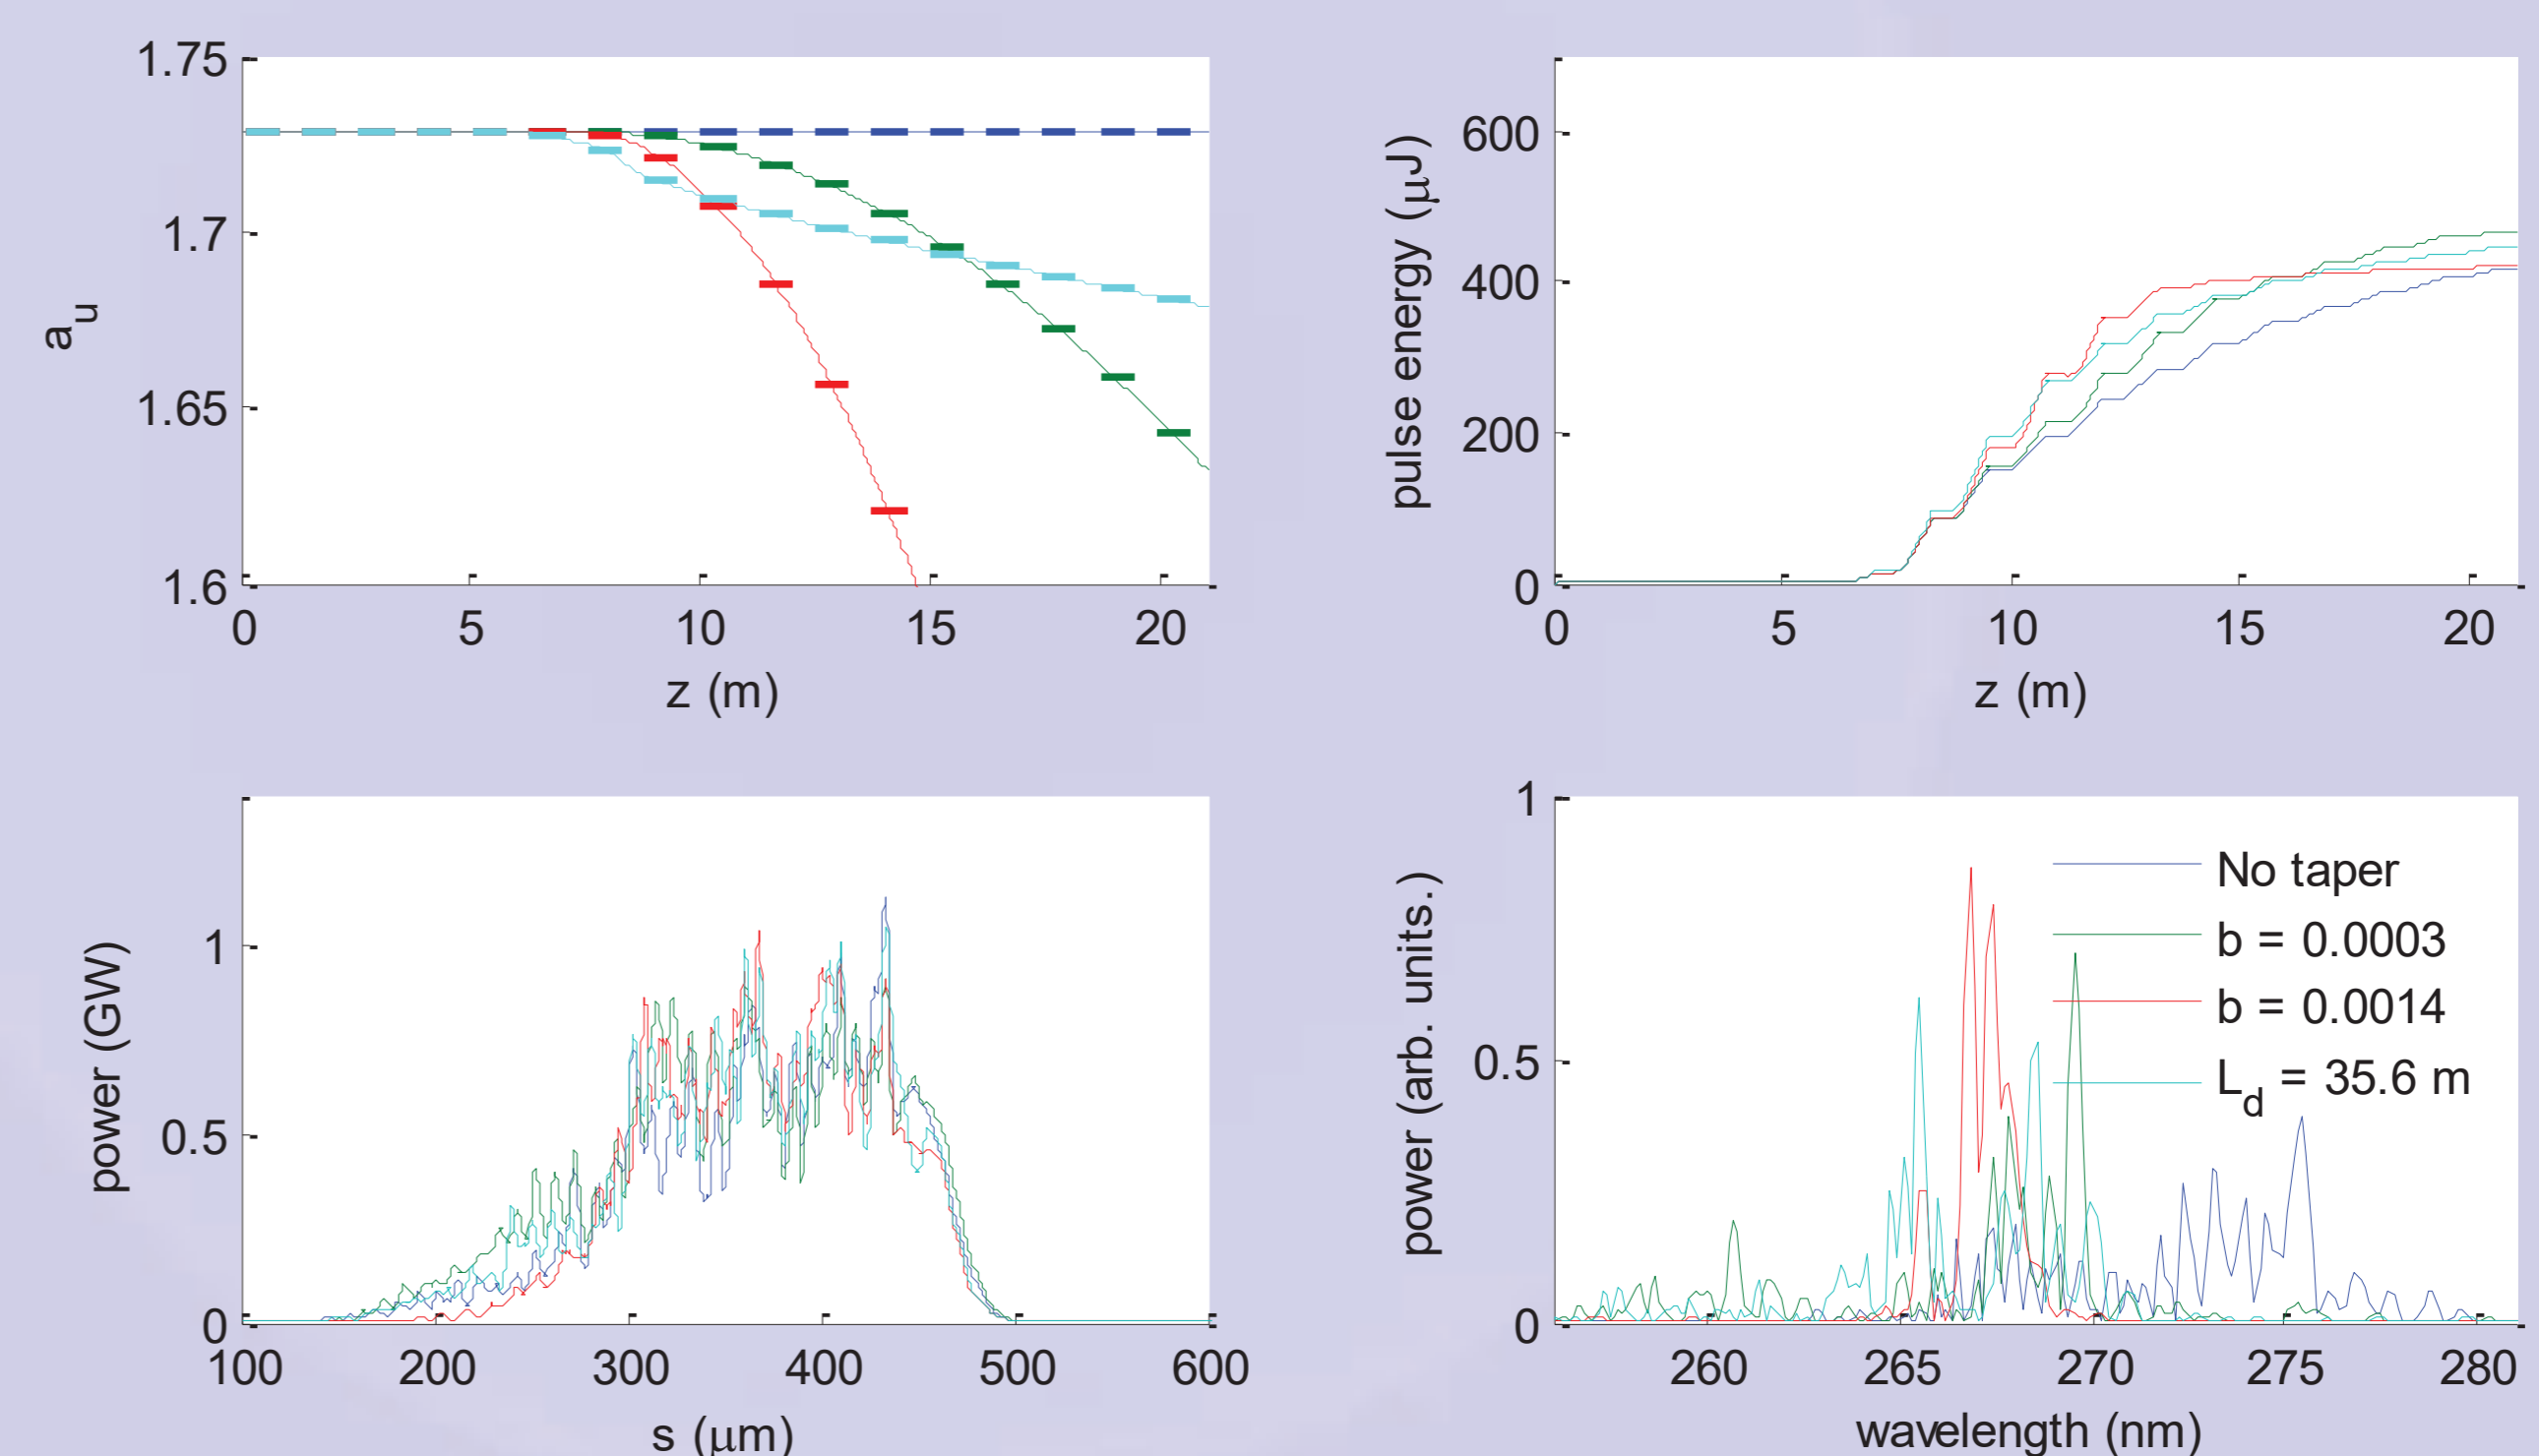 1.75
1.7
1.65
1.6
0 5 10 15 20
z (m)
au
600
400
200
0
0 5 10 15 20
z (m)
pulse energy (μJ)
1
0.5
0
100 200 300 400 500 600
s (μm)
power (GW)
1
0.5
0
260 265 270 275 280
wavelength (nm)
power (arb. units.)
No taper
b = 0.0003
b = 0.0014
Ld = 35.6 m